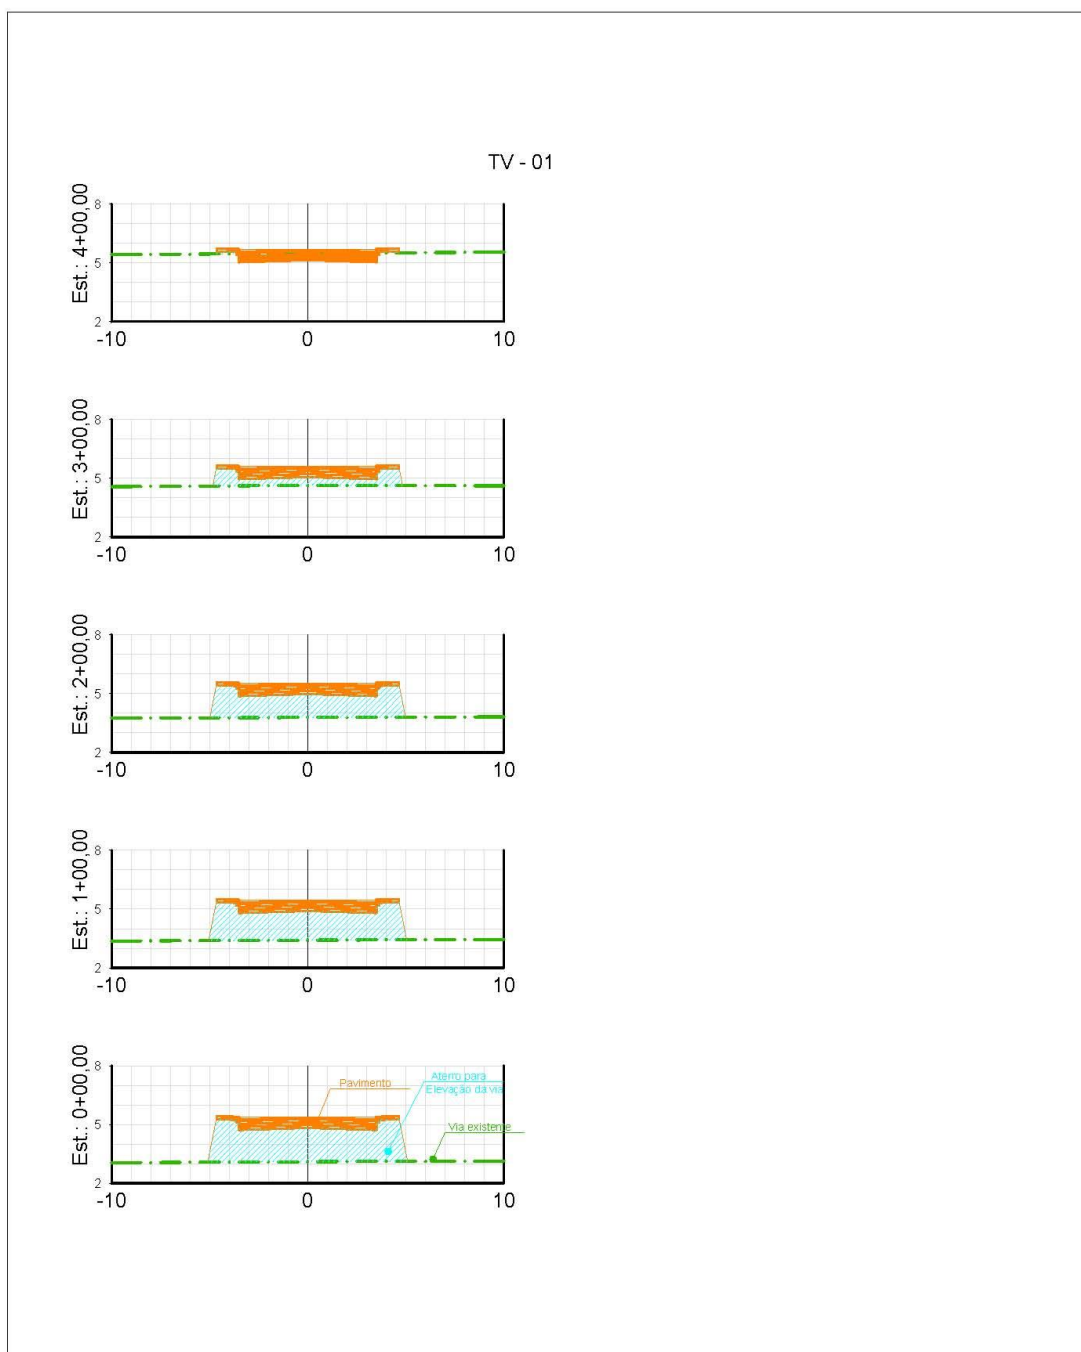 TV - 01
Est.: 4+00,00
8
5
2
-10 0 10
Est.: 3+00,00
8
5
2
-10 0 10
Est.: 2+00,00
8
5
2
-10 0 10
Est.: 1+00,00
8
5
2
-10 0 10
Est.: 0+00,00
8
5
2
-10 0 10
Pavimento
Aterro para
Elevação da via
Via existente